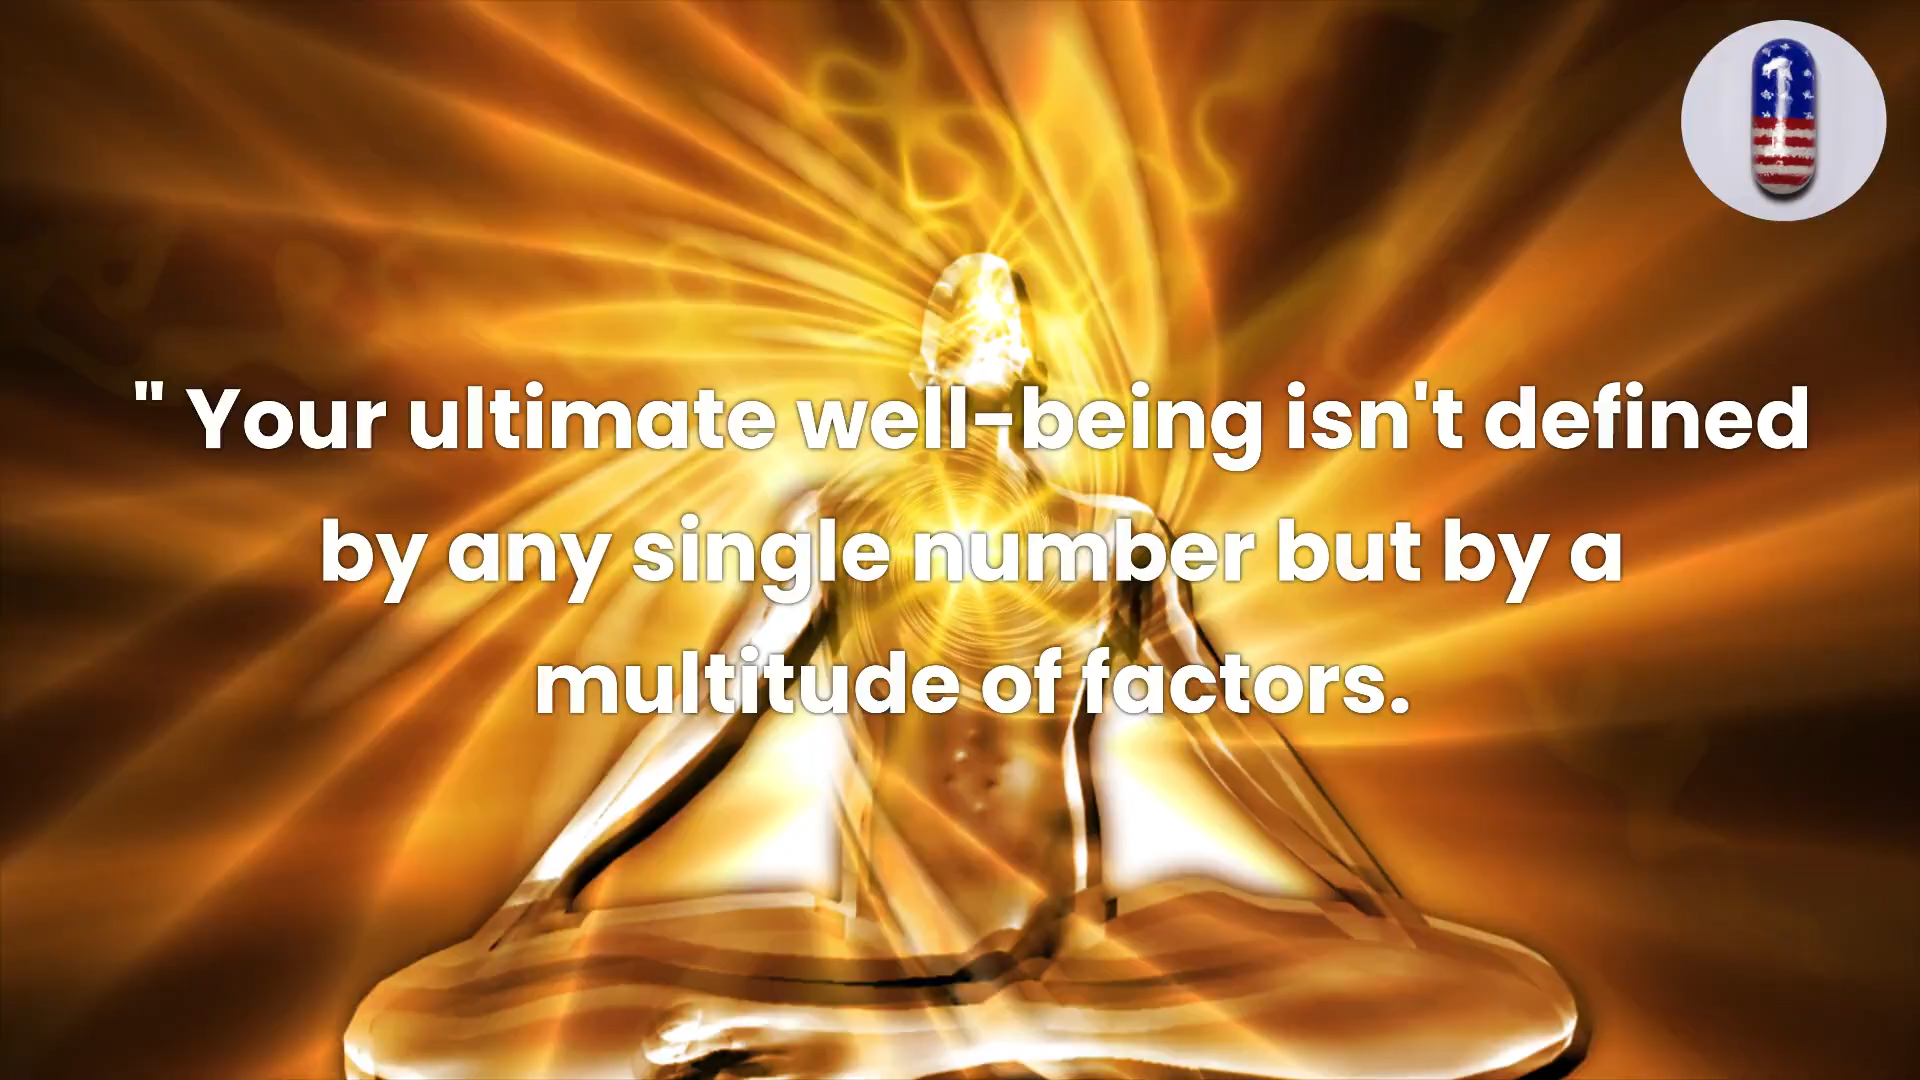 " Your ultimate well-being isn't defined
by any single number but by a
multitude of factors.